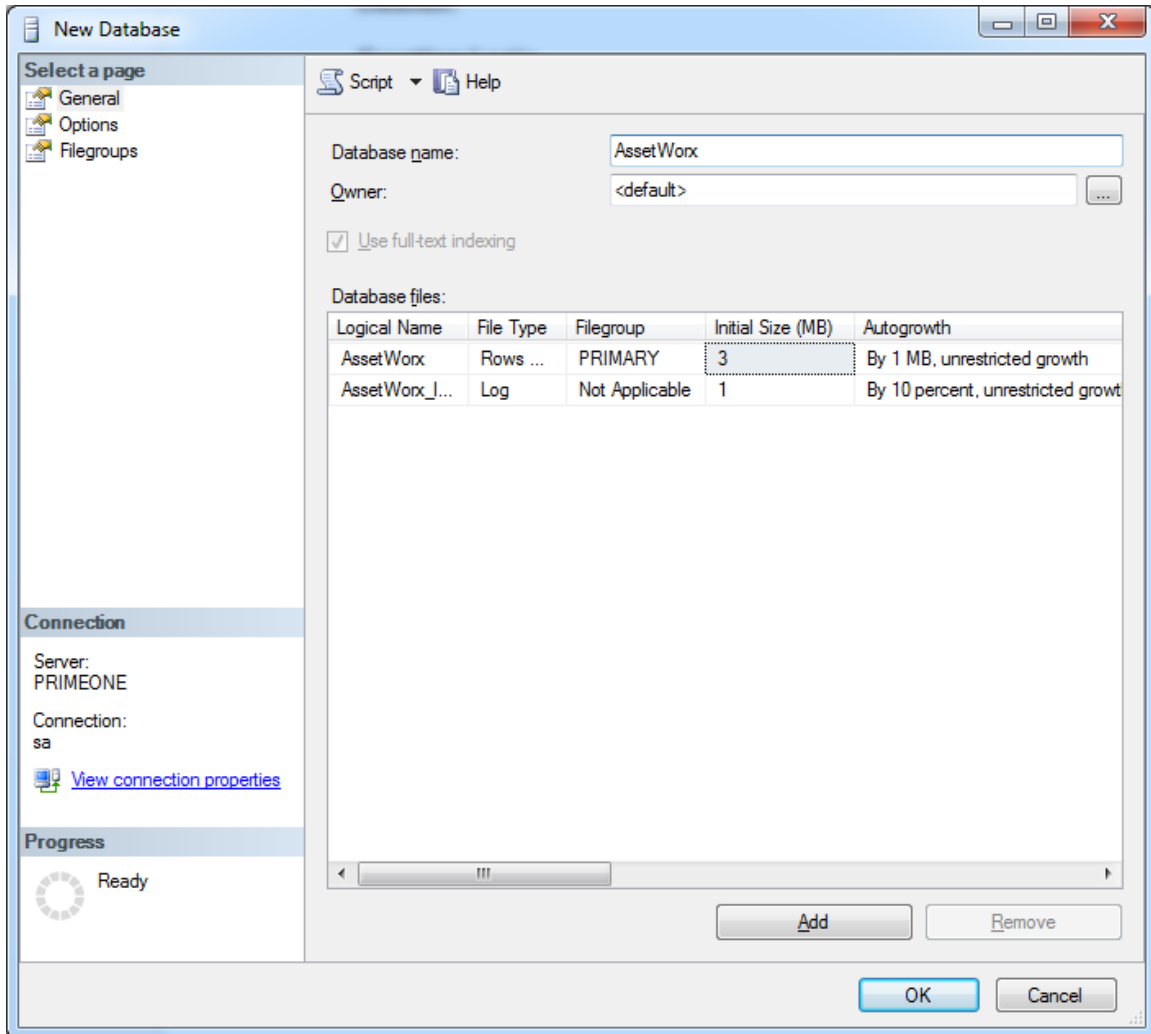 New Database
Select a page
General
Options
Filegroups
Script Help
Database name: AssetWorx
Owner: <default> ...
Use full-text indexing
Database files:
Logical Name File Type Filegroup Initial Size (MB) Autogrowth
AssetWorx Rows ... PRIMARY 3 By 1 MB, unrestricted growth
AssetWorx_l... Log Not Applicable 1 By 10 percent, unrestricted growt
Connection
Server:
PRIMEONE
Connection:
sa
View connection properties
Progress
Ready
Add Remove
OK Cancel